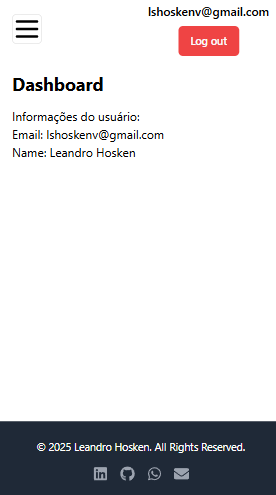 lshoskenv@gmail.com
Log out
Dashboard
Informações do usuário:
Email: lshoskenv@gmail.com
Name: Leandro Hosken
© 2025 Leandro Hosken. All Rights Reserved.